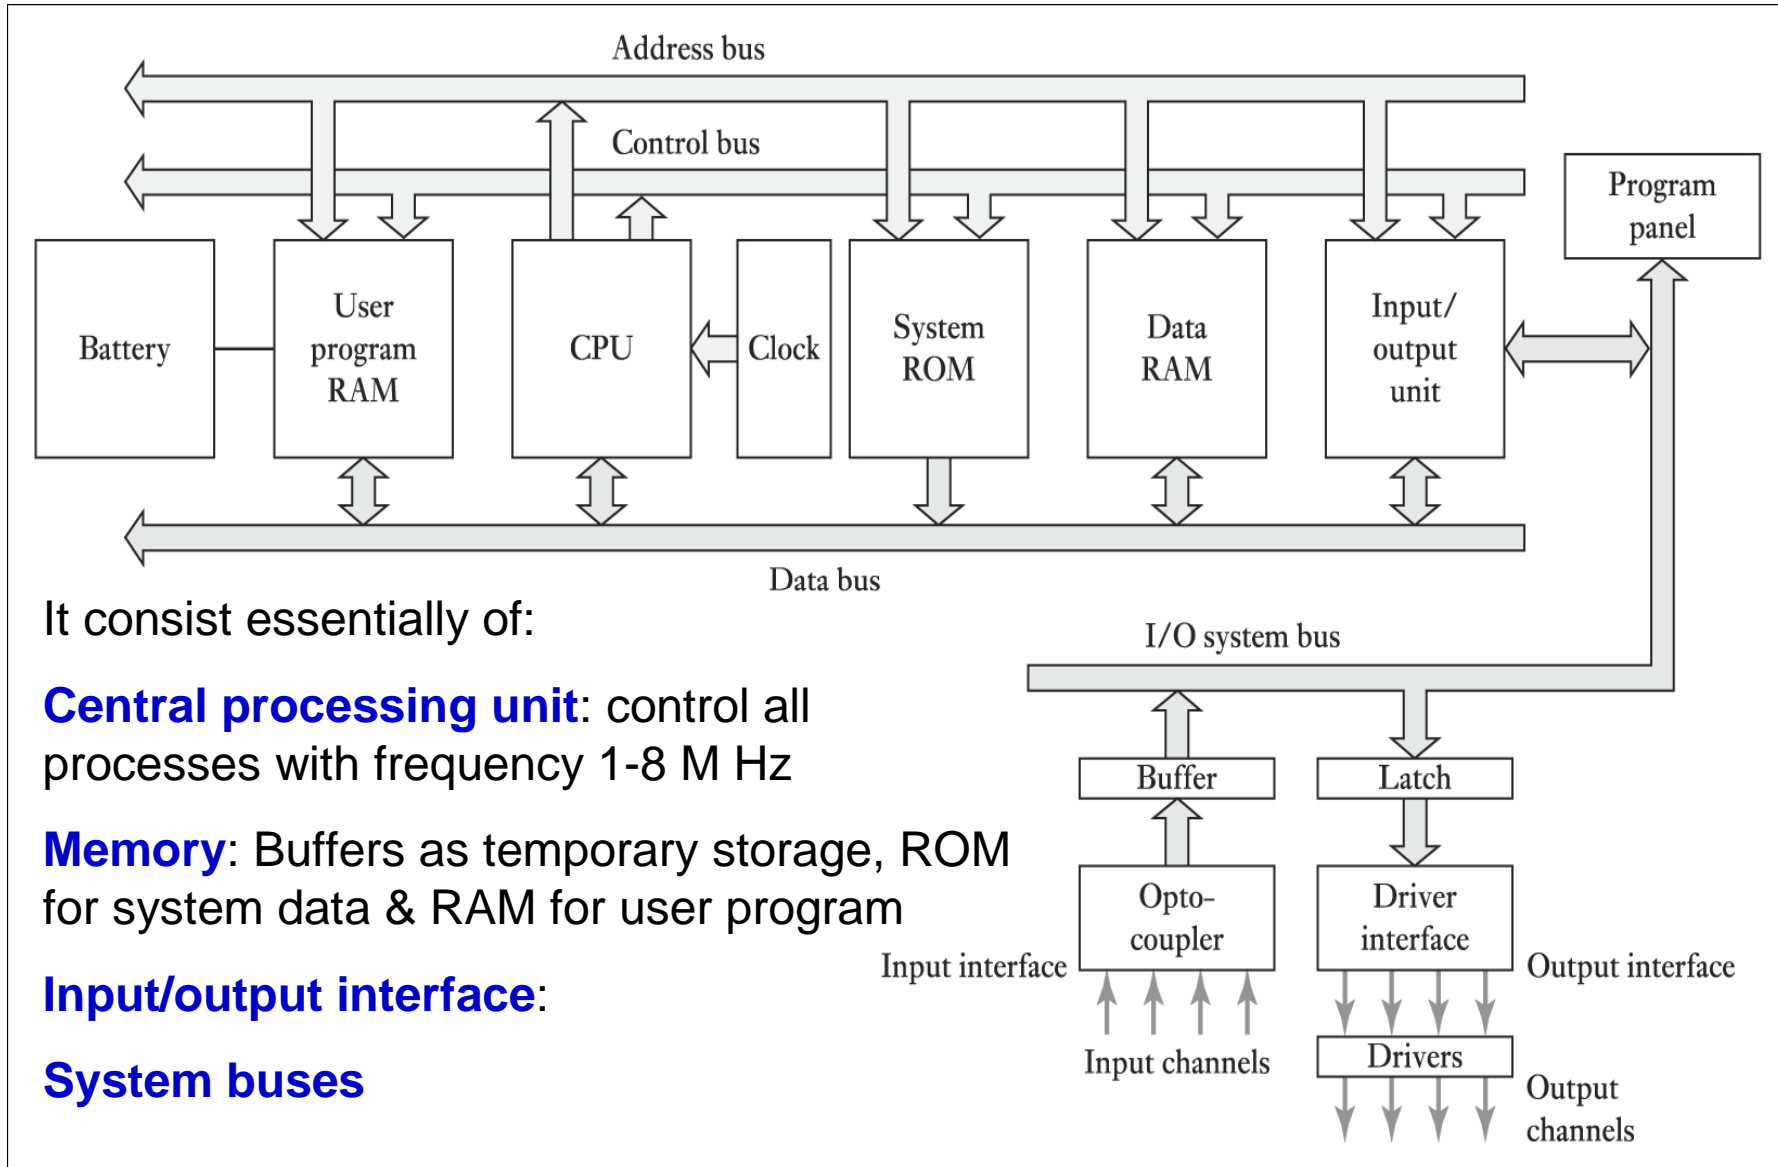 Address bus
Control bus
Program
panel
Battery
User
program
RAM
CPU
Clock
System
ROM
Data
RAM
Input/
output
unit
Data bus
It consist essentially of:
Central processing unit: control all
processes with frequency 1-8 M Hz
Memory: Buffers as temporary storage, ROM
for system data & RAM for user program
Input/output interface:
System buses
I/O system bus
Buffer
Latch
Opto-
coupler
Driver
interface
Input interface
Output interface
Input channels
Drivers
Output
channels